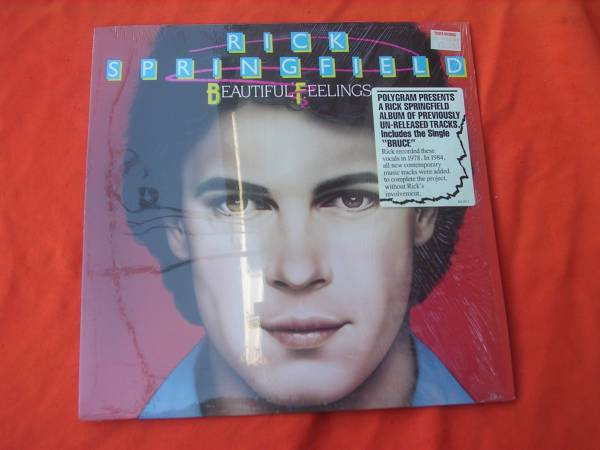 RICK
SPRINGFIELD
BEAUTIFUL FEELINGS
POLYGRAM PRESENTS
A RICK SPRINGFIELD
ALBUM OF PREVIOUSLY
UN-RELEASED TRACKS.
Includes the Single
"BRUCE"
Rick recorded these
vocals in 1978. In 1984,
all new contemporary
music tracks were added
to complete the project,
without Rick's
involvement.